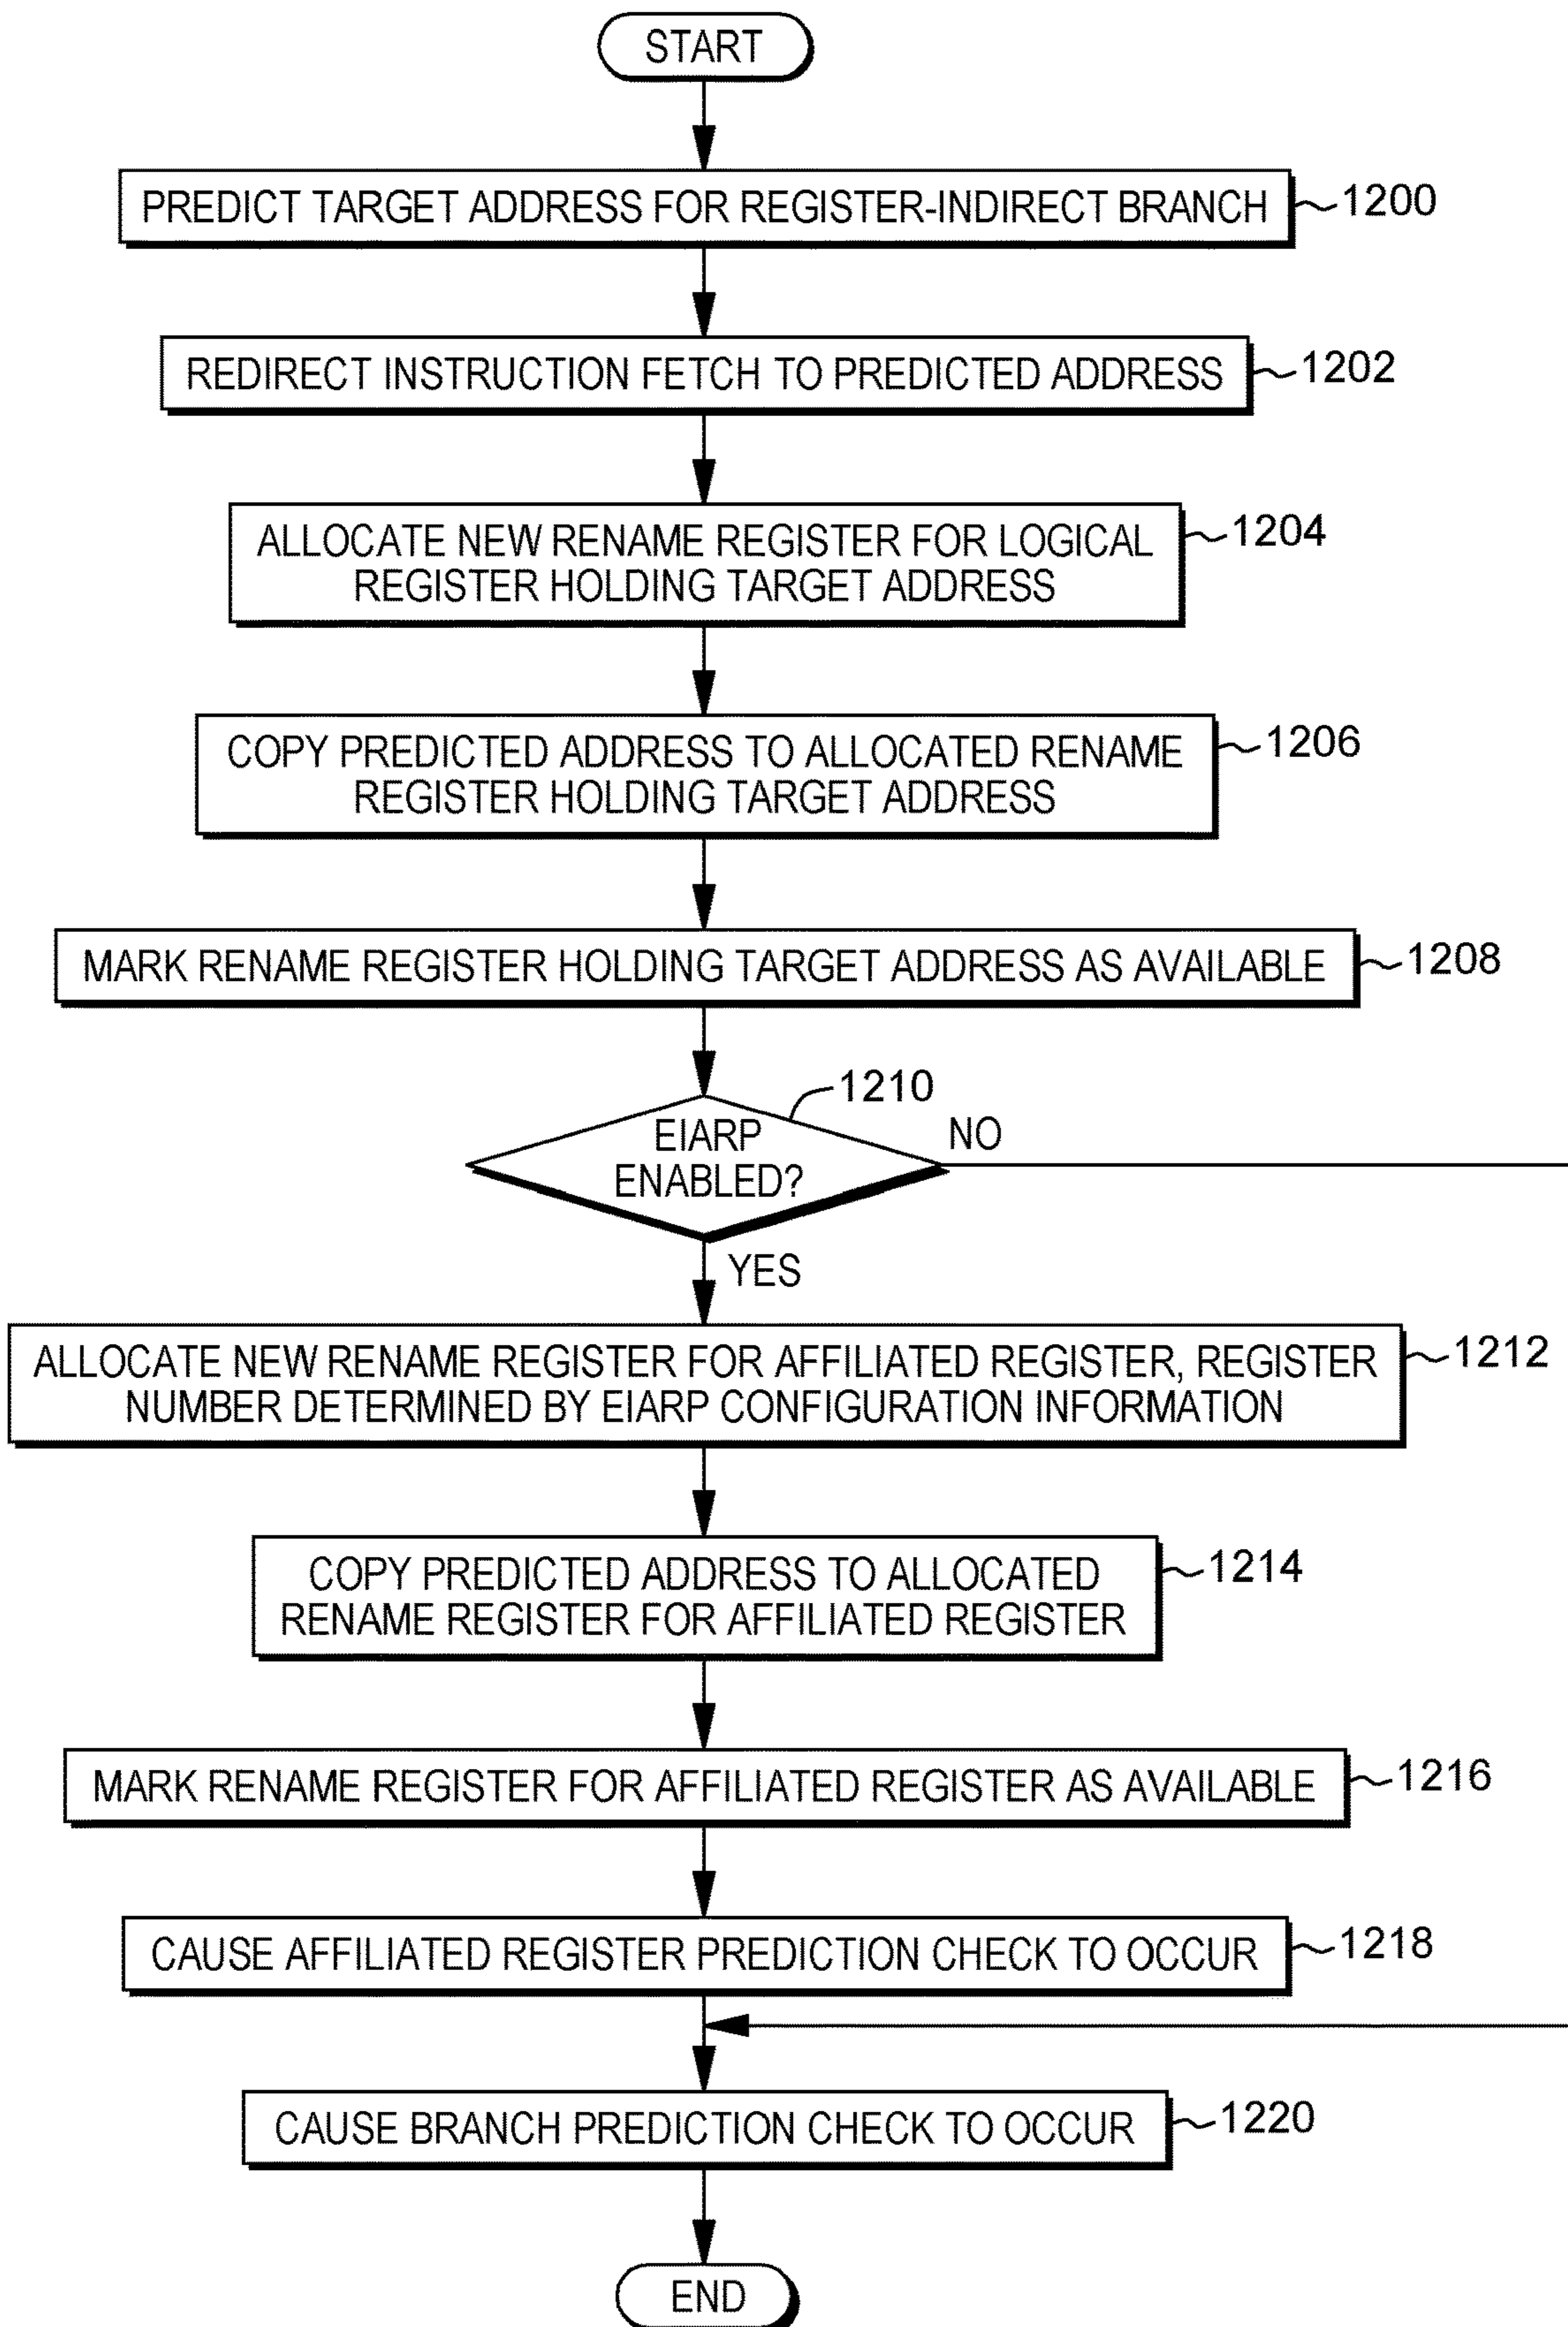 START
PREDICT TARGET ADDRESS FOR REGISTER-INDIRECT BRANCH
1200
REDIRECT INSTRUCTION FETCH TO PREDICTED ADDRESS
1202
ALLOCATE NEW RENAME REGISTER FOR LOGICAL
REGISTER HOLDING TARGET ADDRESS
1204
COPY PREDICTED ADDRESS TO ALLOCATED RENAME
REGISTER HOLDING TARGET ADDRESS
1206
MARK RENAME REGISTER HOLDING TARGET ADDRESS AS AVAILABLE
1208
1210
EIARP
ENABLED?
NO
YES
ALLOCATE NEW RENAME REGISTER FOR AFFILIATED REGISTER, REGISTER
NUMBER DETERMINED BY EIARP CONFIGURATION INFORMATION
1212
COPY PREDICTED ADDRESS TO ALLOCATED
RENAME REGISTER FOR AFFILIATED REGISTER
1214
MARK RENAME REGISTER FOR AFFILIATED REGISTER AS AVAILABLE
1216
CAUSE AFFILIATED REGISTER PREDICTION CHECK TO OCCUR
1218
CAUSE BRANCH PREDICTION CHECK TO OCCUR
1220
END